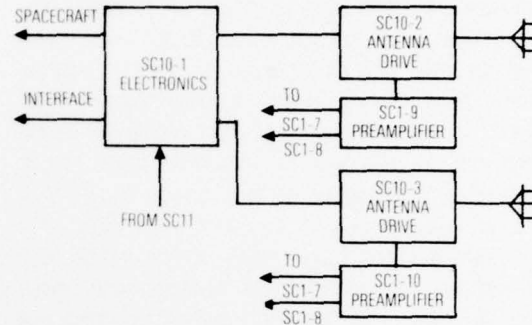 SPACECRAFT
INTERFACE
SC10-1
ELECTRONICS
FROM SC11
SC10-2
ANTENNA
DRIVE
TO
SC1-7
SC1-8
SC1-9
PREAMPLIFIER
SC10-3
ANTENNA
DRIVE
TO
SC1-7
SC1-8
SC1-10
PREAMPLIFIER